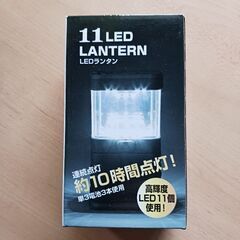 11 LED
LANTERN
LEDランタン
連続点灯
約10時間点灯!
単3電池3本使用
高輝度
LED11個
使用!